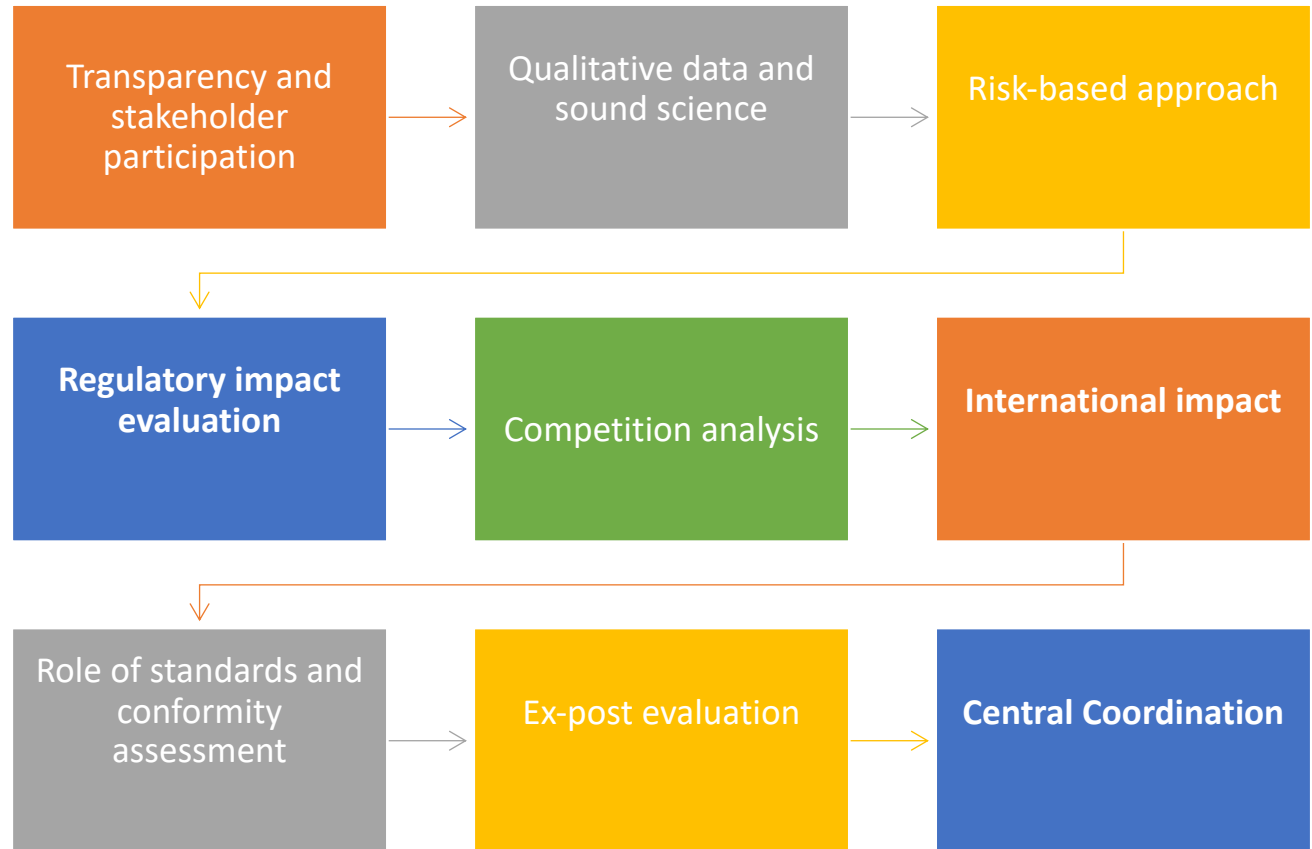 Transparency and
stakeholder
participation
Qualitative data and
sound science
Risk-based approach
Regulatory impact
evaluation
Competition analysis
International impact
Role of standards and
conformity
assessment
Ex-post evaluation
Central Coordination